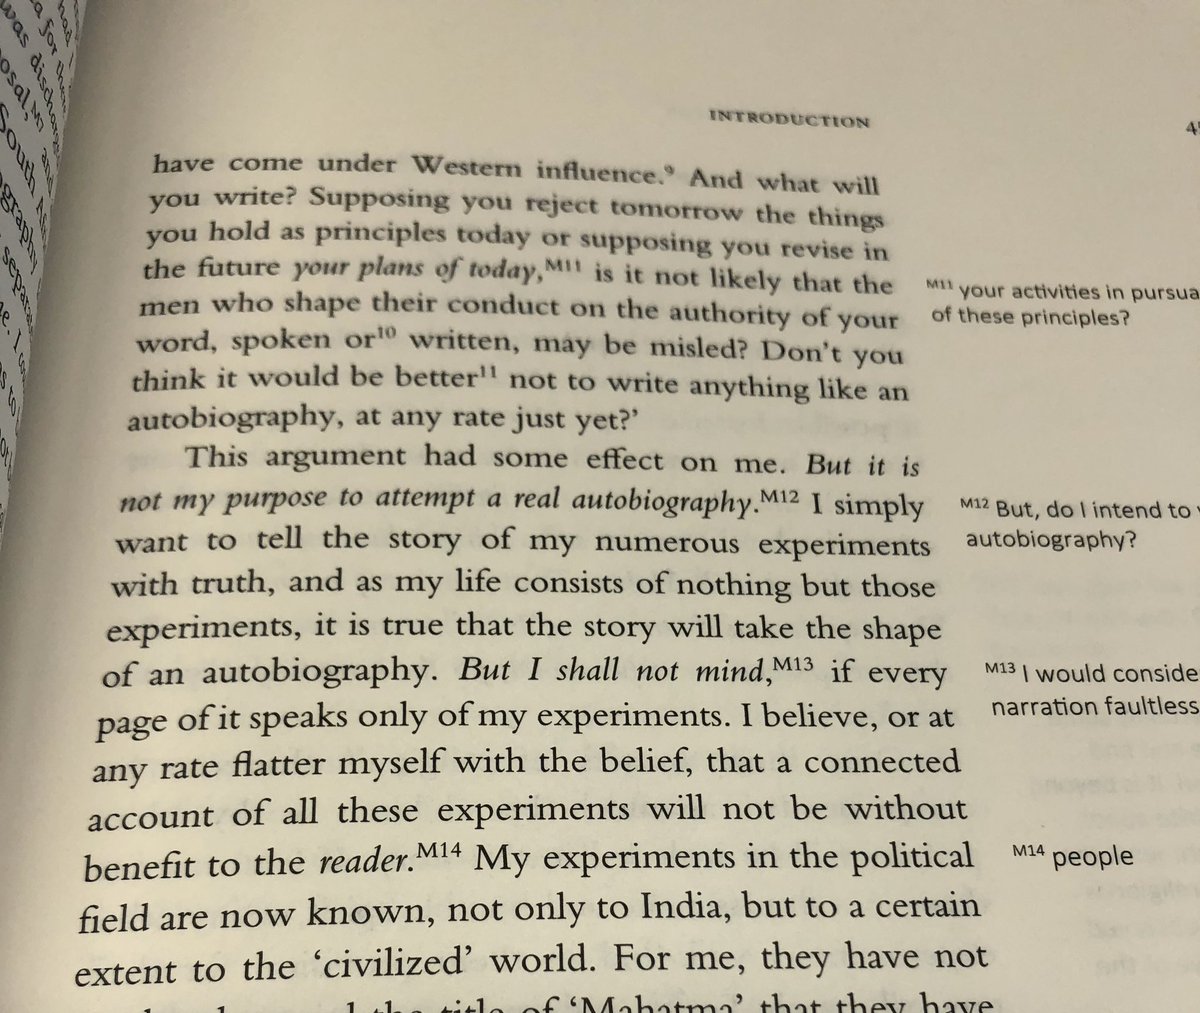 INTRODUCTION
have come under Western influence.⁹ And what will
you write? Supposing you reject tomorrow the things
you hold as principles today or supposing you revise in
the future your plans of today,ᴹ¹¹ is it not likely that the
men who shape their conduct on the authority of your
word, spoken or¹⁰ written, may be misled? Don't you
think it would be better¹¹ not to write anything like an
autobiography, at any rate just yet?'
This argument had some effect on me. But it is
not my purpose to attempt a real autobiography.ᴹ¹² I simply
want to tell the story of my numerous experiments
with truth, and as my life consists of nothing but those
experiments, it is true that the story will take the shape
of an autobiography. But I shall not mind,ᴹ¹³ if every
page of it speaks only of my experiments. I believe, or at
any rate flatter myself with the belief, that a connected
account of all these experiments will not be without
benefit to the reader.ᴹ¹⁴ My experiments in the political
field are now known, not only to India, but to a certain
extent to the 'civilized' world. For me, they have not
the title of 'Mahatma' that they have
ᴹ¹¹ your activities in
of these principles?
ᴹ¹² But, do I intend to
autobiography?
ᴹ¹³ I would
narration faultless
ᴹ¹⁴ people